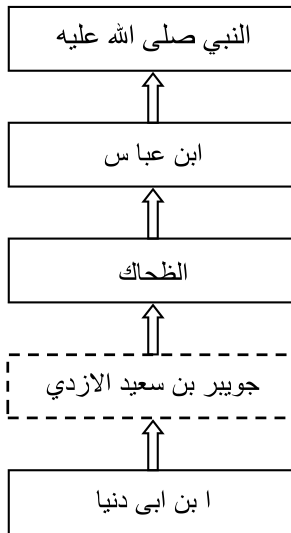 النبي صلى الله عليه
ابن عبا س
الظحاك
جويبر بن سعيد الازدي
ا بن ابى دنيا